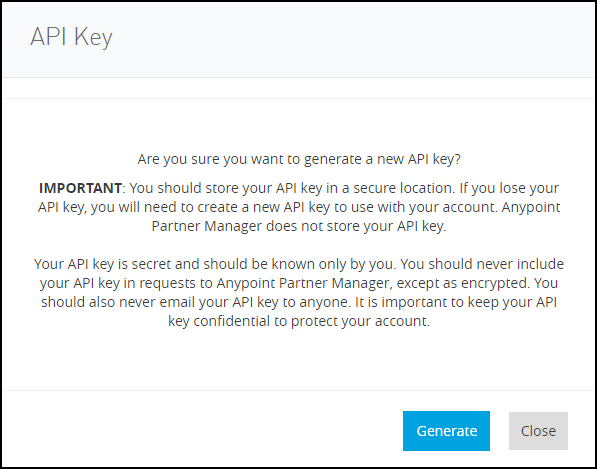 API Key
Are you sure you want to generate a new API key?
IMPORTANT: You should store your API key in a secure location. If you lose your
API key, you will need to create a new API key to use with your account. Anypoint
Partner Manager does not store your API key.
Your API key is secret and should be known only by you. You should never include
your API key in requests to Anypoint Partner Manager, except as encrypted. You
should also never email your API key to anyone. It is important to keep your API
key confidential to protect your account.
Generate
Close